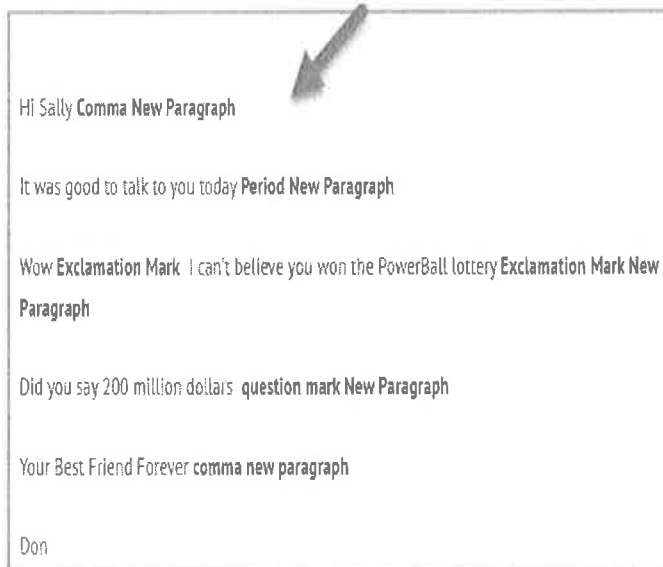 Hi Sally Comma New Paragraph
It was good to talk to you today Period New Paragraph
Wow Exclamation Mark I can't believe you won the PowerBall lottery Exclamation Mark New
Paragraph
Did you say 200 million dollars question mark New Paragraph
Your Best Friend Forever comma new paragraph
Don